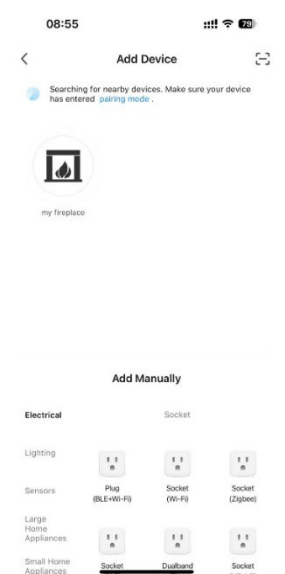 08:55
79
Add Device
Searching for nearby devices. Make sure your device
has entered pairing mode .
my fireplace
Add Manually
Electrical
Socket
Lighting
Plug
(BLE+Wi-Fi)
Socket
(Wi-Fi)
Socket
(Zigbee)
Sensors
Large
Home
Appliances
Small Home
Appliances
Socket
Dualband
Socket